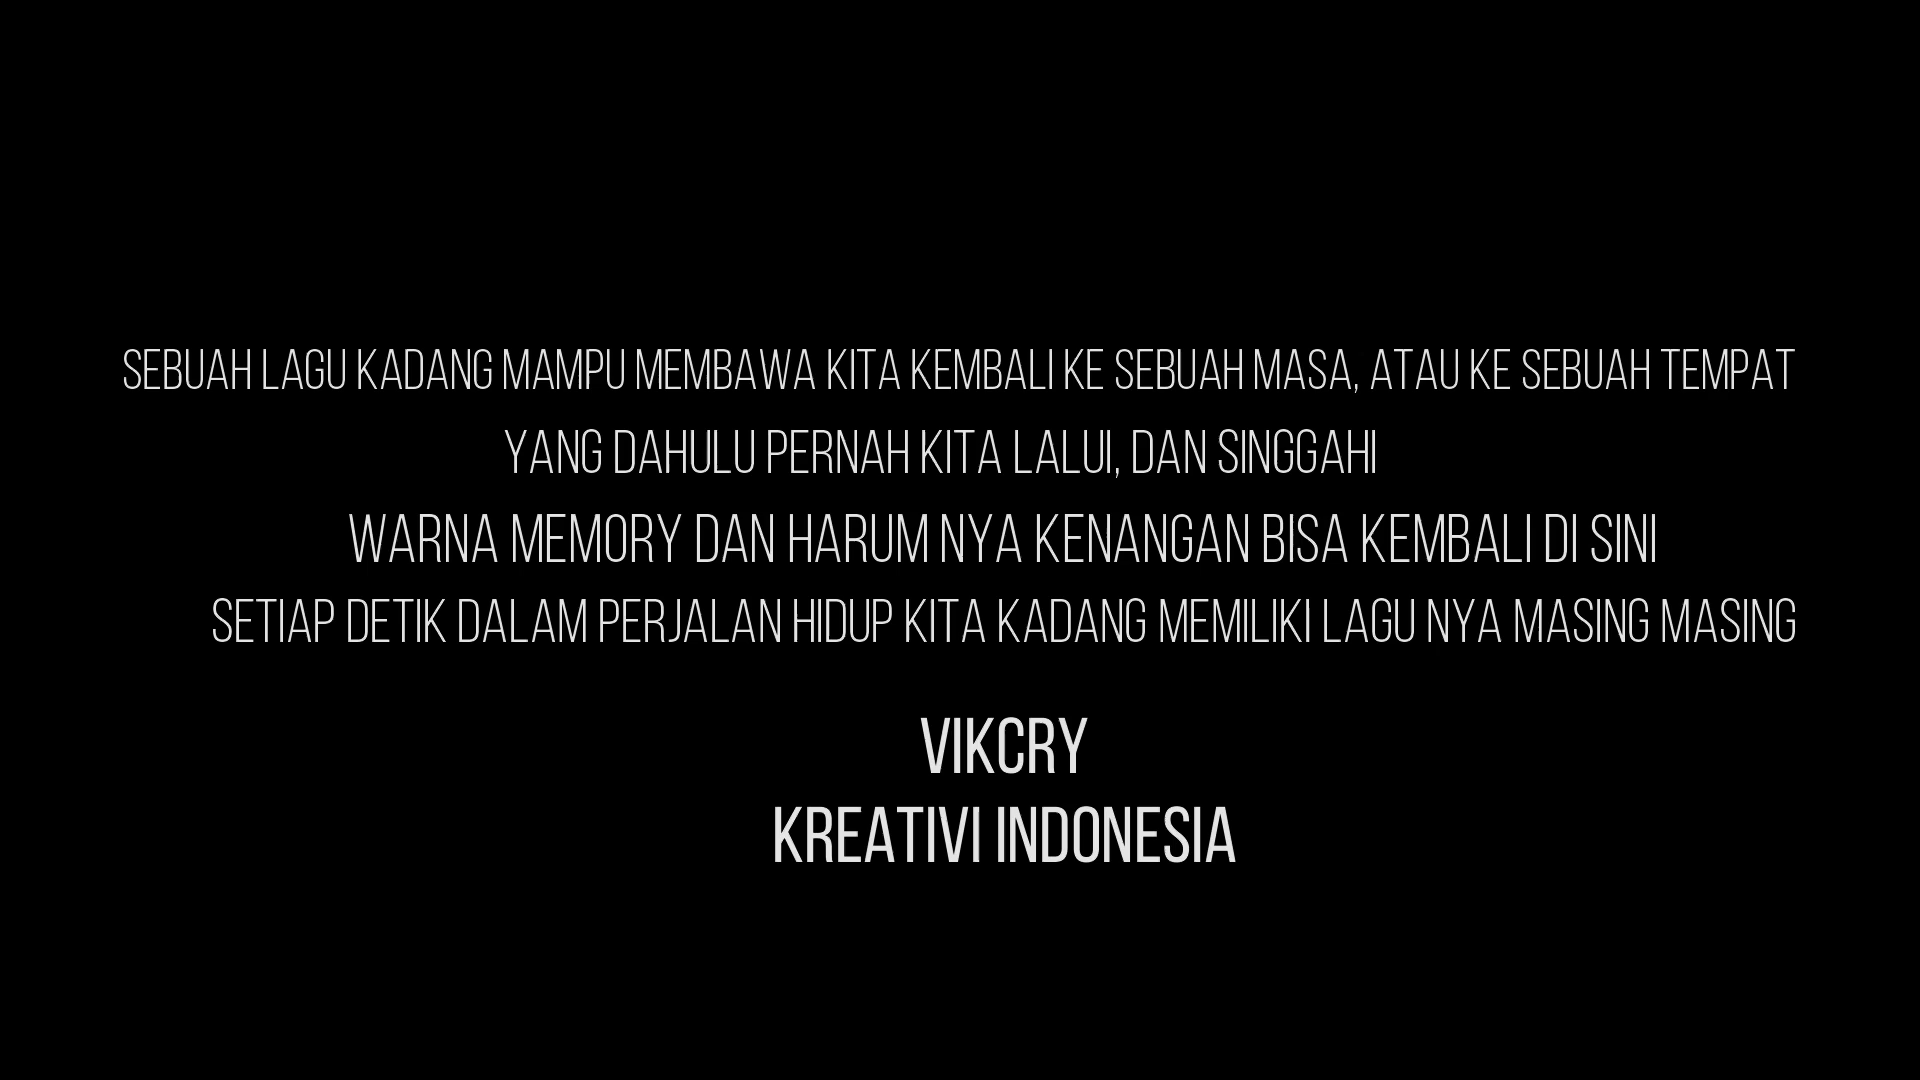 SEBUAH LAGU KADANG MAMPU MEMBAWA KITA KEMBALI KE SEBUAH MASA, ATAU KE SEBUAH TEMPAT
YANG DAHULU PERNAH KITA LALUI, DAN SINGGAHI
WARNA MEMORY DAN HARUM NYA KENANGAN BISA KEMBALI DI SINI
SETIAP DETIK DALAM PERJALAN HIDUP KITA KADANG MEMILIKI LAGU NYA MASING MASING
VIKCRY
KREATIVI INDONESIA